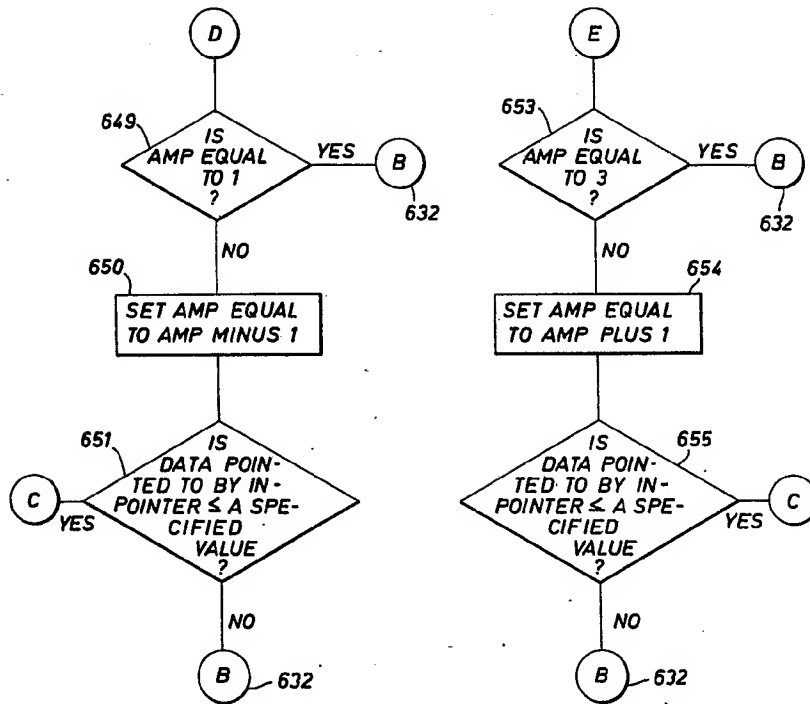 D
649
IS
AMP EQUAL
TO 1
?
YES
B
632
NO
650
SET AMP EQUAL
TO AMP MINUS 1
651
IS
DATA POIN-
TED TO BY IN-
POINTER ≤ A SPE-
CIFIED
VALUE
?
C
YES
NO
B
632
E
653
IS
AMP EQUAL
TO 3
?
YES
B
632
NO
654
SET AMP EQUAL
TO AMP PLUS 1
655
IS
DATA POIN-
TED TO BY IN-
POINTER ≤ A SPE-
CIFIED
VALUE
?
YES
C
NO
B
632